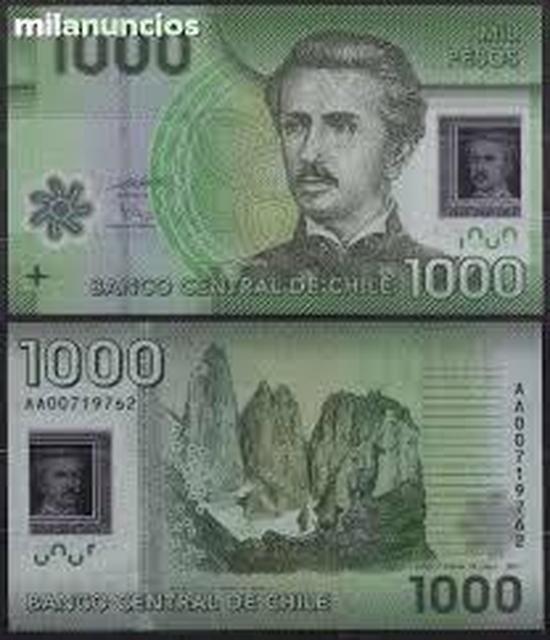 milanuncios
1000
MIL
PESOS
BANCO CENTRAL DE CHILE
1000
1000
AA00719762
AA00719762
BANCO CENTRAL DE CHILE
1000